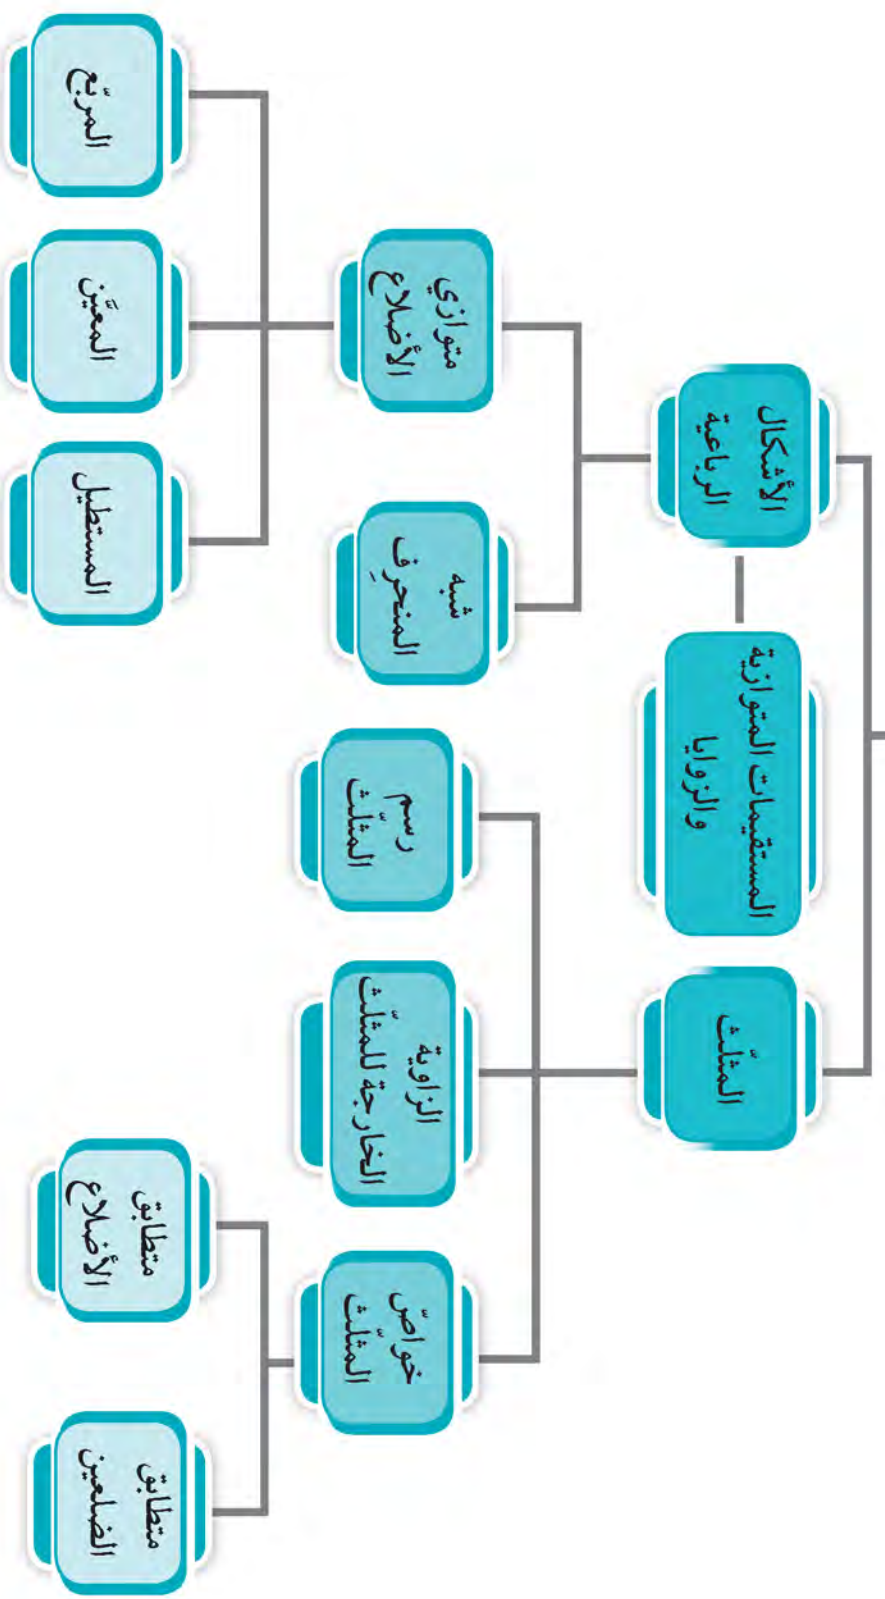 المثلّث
المستقيمات المتوازية
والزوايا
الأشكال
الرباعية
خواصّ
المثلّث
الزاوية
الخارجة للمثلّث
رسم
المثلّث
شبه
المنحرِف
متوازي
الأضلاع
متطابق
الضلعين
متطابق
الأضلاع
المستطيل
المعيَّن
المربّع